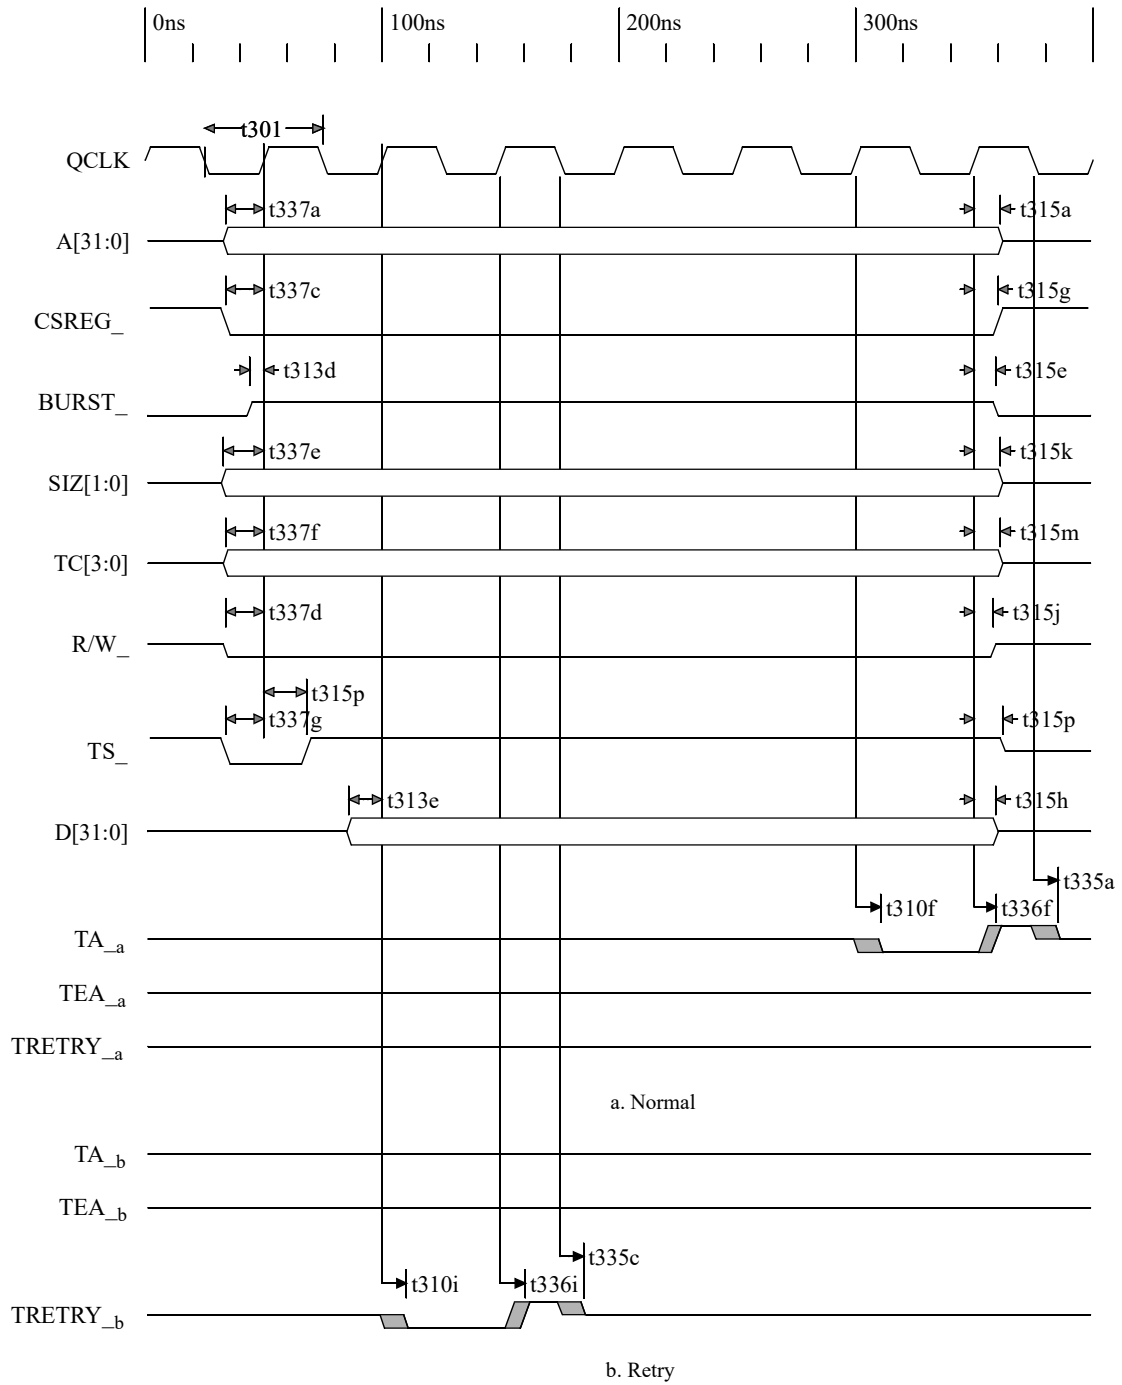 0ns 100ns 200ns 300ns
t301
QCLK
t337a t315a
A[31:0]
t337c t315g
CSREG_
t313d t315e
BURST_
t337e t315k
SIZ[1:0]
t337f t315m
TC[3:0]
t337d t315j
R/W_
t315p
t337g t315p
TS_
t313e t315h
D[31:0]
t335a
t310f t336f
TA_a
TEA_a
TRETRY_a
a. Normal
TA_b
TEA_b
t335c
t310i t336i
TRETRY_b
b. Retry